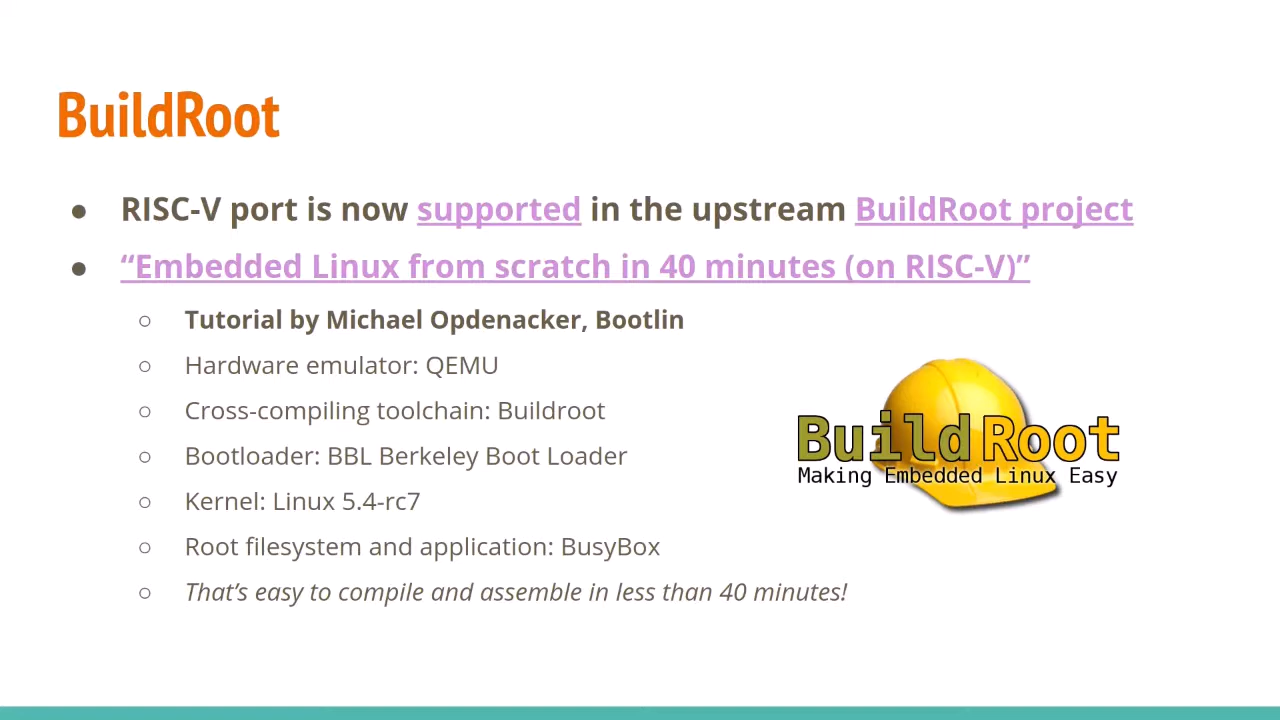 BuildRoot
● RISC-V port is now supported in the upstream BuildRoot project
● “Embedded Linux from scratch in 40 minutes (on RISC-V)”
○ Tutorial by Michael Opdenacker, Bootlin
○ Hardware emulator: QEMU
○ Cross-compiling toolchain: Buildroot
○ Bootloader: BBL Berkeley Boot Loader
○ Kernel: Linux 5.4-rc7
○ Root filesystem and application: BusyBox
○ That’s easy to compile and assemble in less than 40 minutes!
BuildRoot
Making Embedded Linux Easy